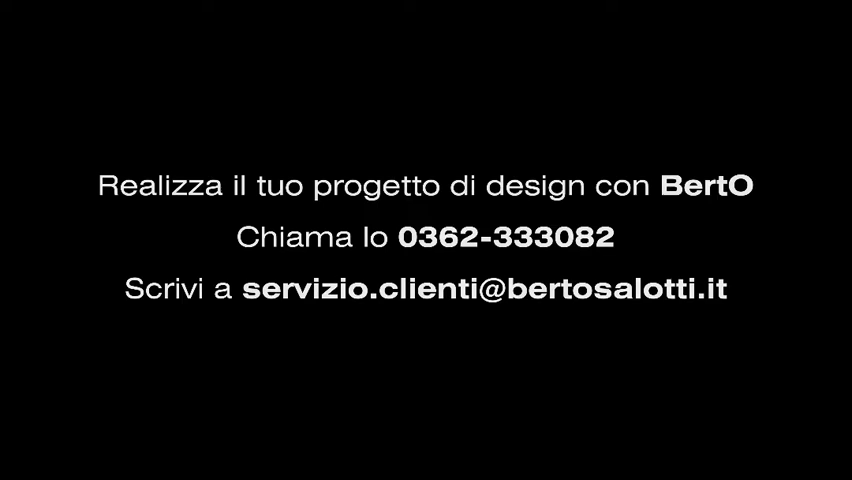 Realizza il tuo progetto di design con BertO
Chiama lo 0362-333082
Scrivi a servizio.clienti@bertosalotti.it